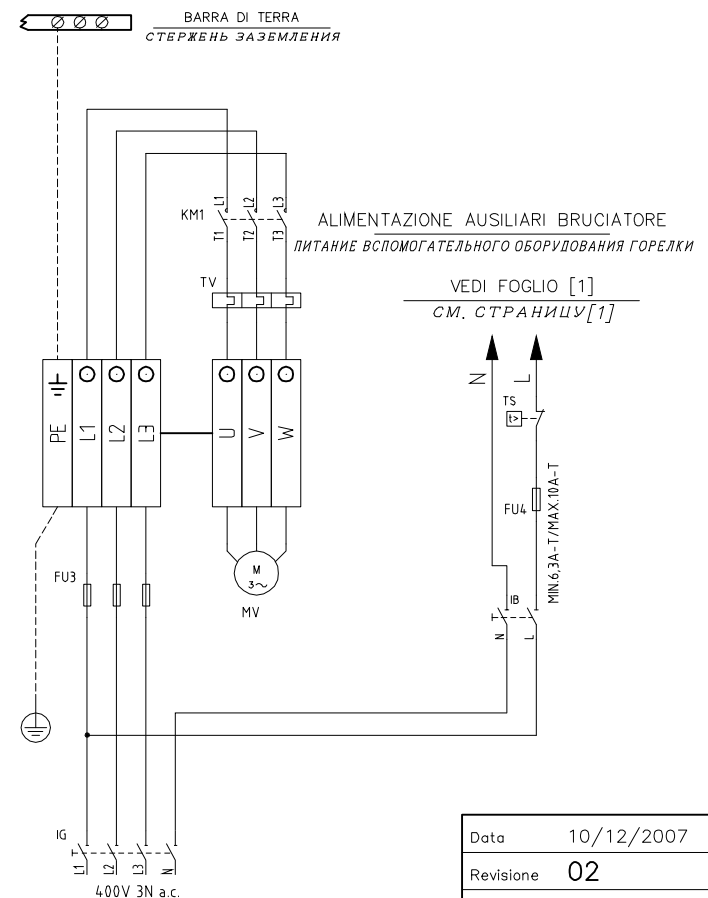 BARRA DI TERRA
СТЕРЖЕНЬ ЗАЗЕМЛЕНИЯ
L1 L2 L3
KM1
T1 T2 T3
ALIMENTAZIONE AUSILIARI BRUCIATORE
ПИТАНИЕ ВСПОМОГАТЕЛЬНОГО ОБОРУДОВАНИЯ ГОРЕЛКИ
TV
VEDI FOGLIO [1]
СМ. СТРАНИЦУ[1]
N L
TS
t>
PE L1 L2 L3 U V W
FU4
MIN.6,3A-T/MAX.10A-T
M
3~
MV
FU3
IB
N L
IG
L1 L2 L3 N
400V 3N a.c.
Data 10/12/2007
Revisione 02